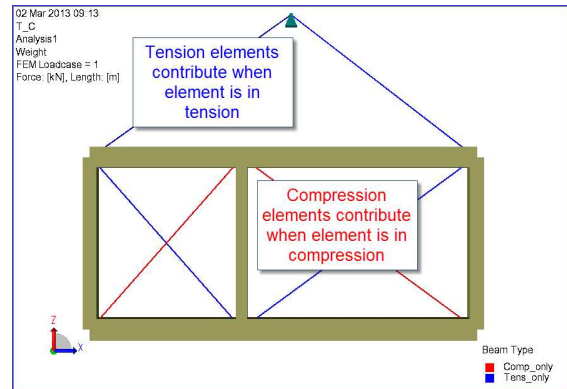 02 Mar 2013 09:13
T_C
Analysis1
Weight
FEM Loadcase = 1
Force: [kN], Length: [m]
Tension elements
contribute when
element is in
tension
Compression
elements contribute
when element is in
compression
Z
X
Beam Type
Comp_only
Tens_only